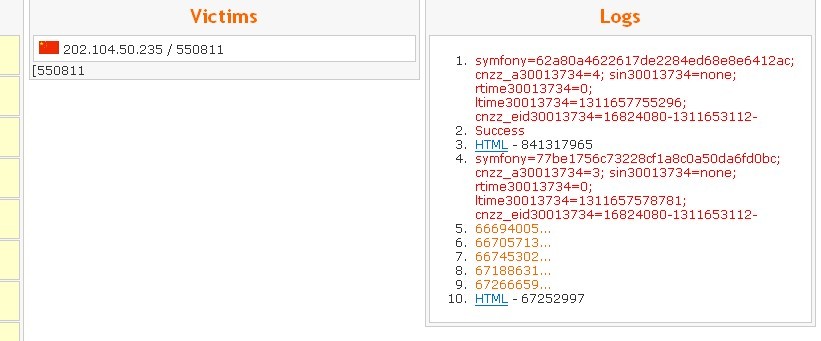 Victims
202.104.50.235 / 550811
[550811
Logs
1. symfony=62a80a4622617de2284ed68e8e6412ac;
cnzz_a30013734=4; sin30013734=none;
rtime30013734=0;
ltime30013734=1311657755296;
cnzz_eid30013734=16824080-1311653112-
2. Success
3. HTML - 841317965
4. symfony=77be1756c73228cf1a8c0a50da6fd0bc;
cnzz_a30013734=3; sin30013734=none;
rtime30013734=0;
ltime30013734=1311657578781;
cnzz_eid30013734=16824080-1311653112-
5. 66694005...
6. 66705713...
7. 66745302...
8. 67188631...
9. 67266659...
10. HTML - 67252997